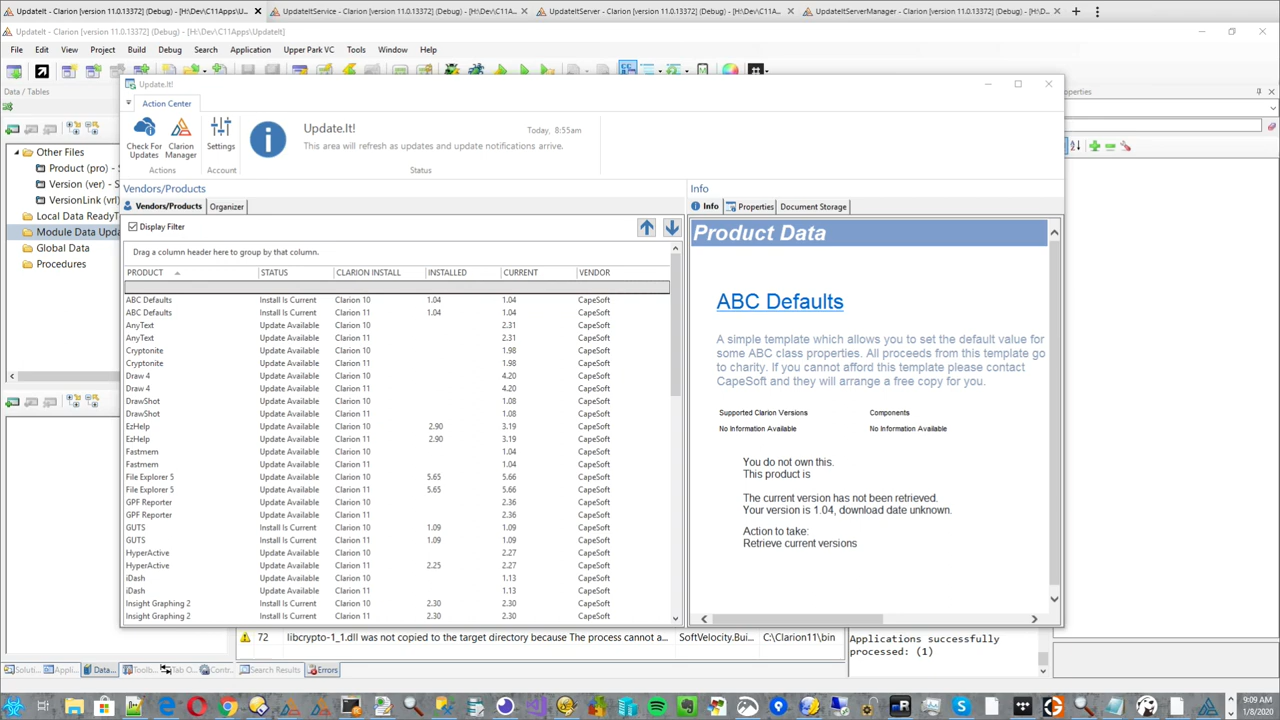 UpdateIt - Clarion [version 11.0.13372] (Debug) - [H:\Dev\C11Apps\UpdateIt]
UpdateItService - Clarion [version 11.0.13372] (Debug) - [H:\Dev\C11A...
UpdateItServer - Clarion [version 11.0.13372] (Debug) - [H:\Dev\C11Ap...
UpdateItServerManager - Clarion [version 11.0.13372] (Debug) - [H:\De...
UpdateIt - Clarion [version 11.0.13372] (Debug) - [H:\Dev\C11Apps\UpdateIt]
File Edit View Project Build Debug Search Application Upper Park VC Tools Window Help
Data / Tables
Other Files
Product (pro) - S
Version (ver) - S
VersionLink (vrl)
Local Data ReadyT
Module Data Upda
Global Data
Procedures
Update.It!
Action Center
Check For Updates
Clarion Manager
Settings
Actions
Account
Update.It!
Today, 8:55am
This area will refresh as updates and update notifications arrive.
Status
Vendors/Products
Vendors/Products Organizer
Display Filter
Drag a column header here to group by that column.
PRODUCT STATUS CLARION INSTALL INSTALLED CURRENT VENDOR
ABC Defaults Install Is Current Clarion 10 1.04 1.04 CapeSoft
ABC Defaults Install Is Current Clarion 11 1.04 1.04 CapeSoft
AnyText Update Available Clarion 10 2.31 CapeSoft
AnyText Update Available Clarion 11 2.31 CapeSoft
Cryptonite Update Available Clarion 10 1.98 CapeSoft
Cryptonite Update Available Clarion 11 1.98 CapeSoft
Draw 4 Update Available Clarion 10 4.20 CapeSoft
Draw 4 Update Available Clarion 11 4.20 CapeSoft
DrawShot Update Available Clarion 10 1.08 CapeSoft
DrawShot Update Available Clarion 11 1.08 CapeSoft
EzHelp Update Available Clarion 10 2.90 3.19 CapeSoft
EzHelp Update Available Clarion 11 2.90 3.19 CapeSoft
Fastmem Update Available Clarion 10 1.04 CapeSoft
Fastmem Update Available Clarion 11 1.04 CapeSoft
File Explorer 5 Update Available Clarion 10 5.65 5.66 CapeSoft
File Explorer 5 Update Available Clarion 11 5.65 5.66 CapeSoft
GPF Reporter Update Available Clarion 10 2.36 CapeSoft
GPF Reporter Update Available Clarion 11 2.36 CapeSoft
GUTS Install Is Current Clarion 10 1.09 1.09 CapeSoft
GUTS Install Is Current Clarion 11 1.09 1.09 CapeSoft
HyperActive Update Available Clarion 10 2.27 CapeSoft
HyperActive Update Available Clarion 11 2.25 2.27 CapeSoft
iDash Update Available Clarion 10 1.13 CapeSoft
iDash Update Available Clarion 11 1.13 CapeSoft
Insight Graphing 2 Install Is Current Clarion 10 2.30 2.30 CapeSoft
Insight Graphing 2 Install Is Current Clarion 11 2.30 2.30 CapeSoft
Info
Info Properties Document Storage
Product Data
ABC Defaults
A simple template which allows you to set the default value for
some ABC class properties. All proceeds from this template go
to charity. If you cannot afford this template please contact
CapeSoft and they will arrange a free copy for you.
Supported Clarion Versions Components
No Information Available No Information Available
You do not own this.
This product is
The current version has not been retrieved.
Your version is 1.04, download date unknown.
Action to take:
Retrieve current versions
operties
72 libcrypto-1_1.dll was not copied to the target directory because The process cannot a... SoftVelocity.Bui... C:\Clarion11\bin
Applications successfully
processed: (1)
Soluti... Appli... Data... Toolb... Tab O... Contr...
Search Results Errors
9:09 AM
1/8/2020